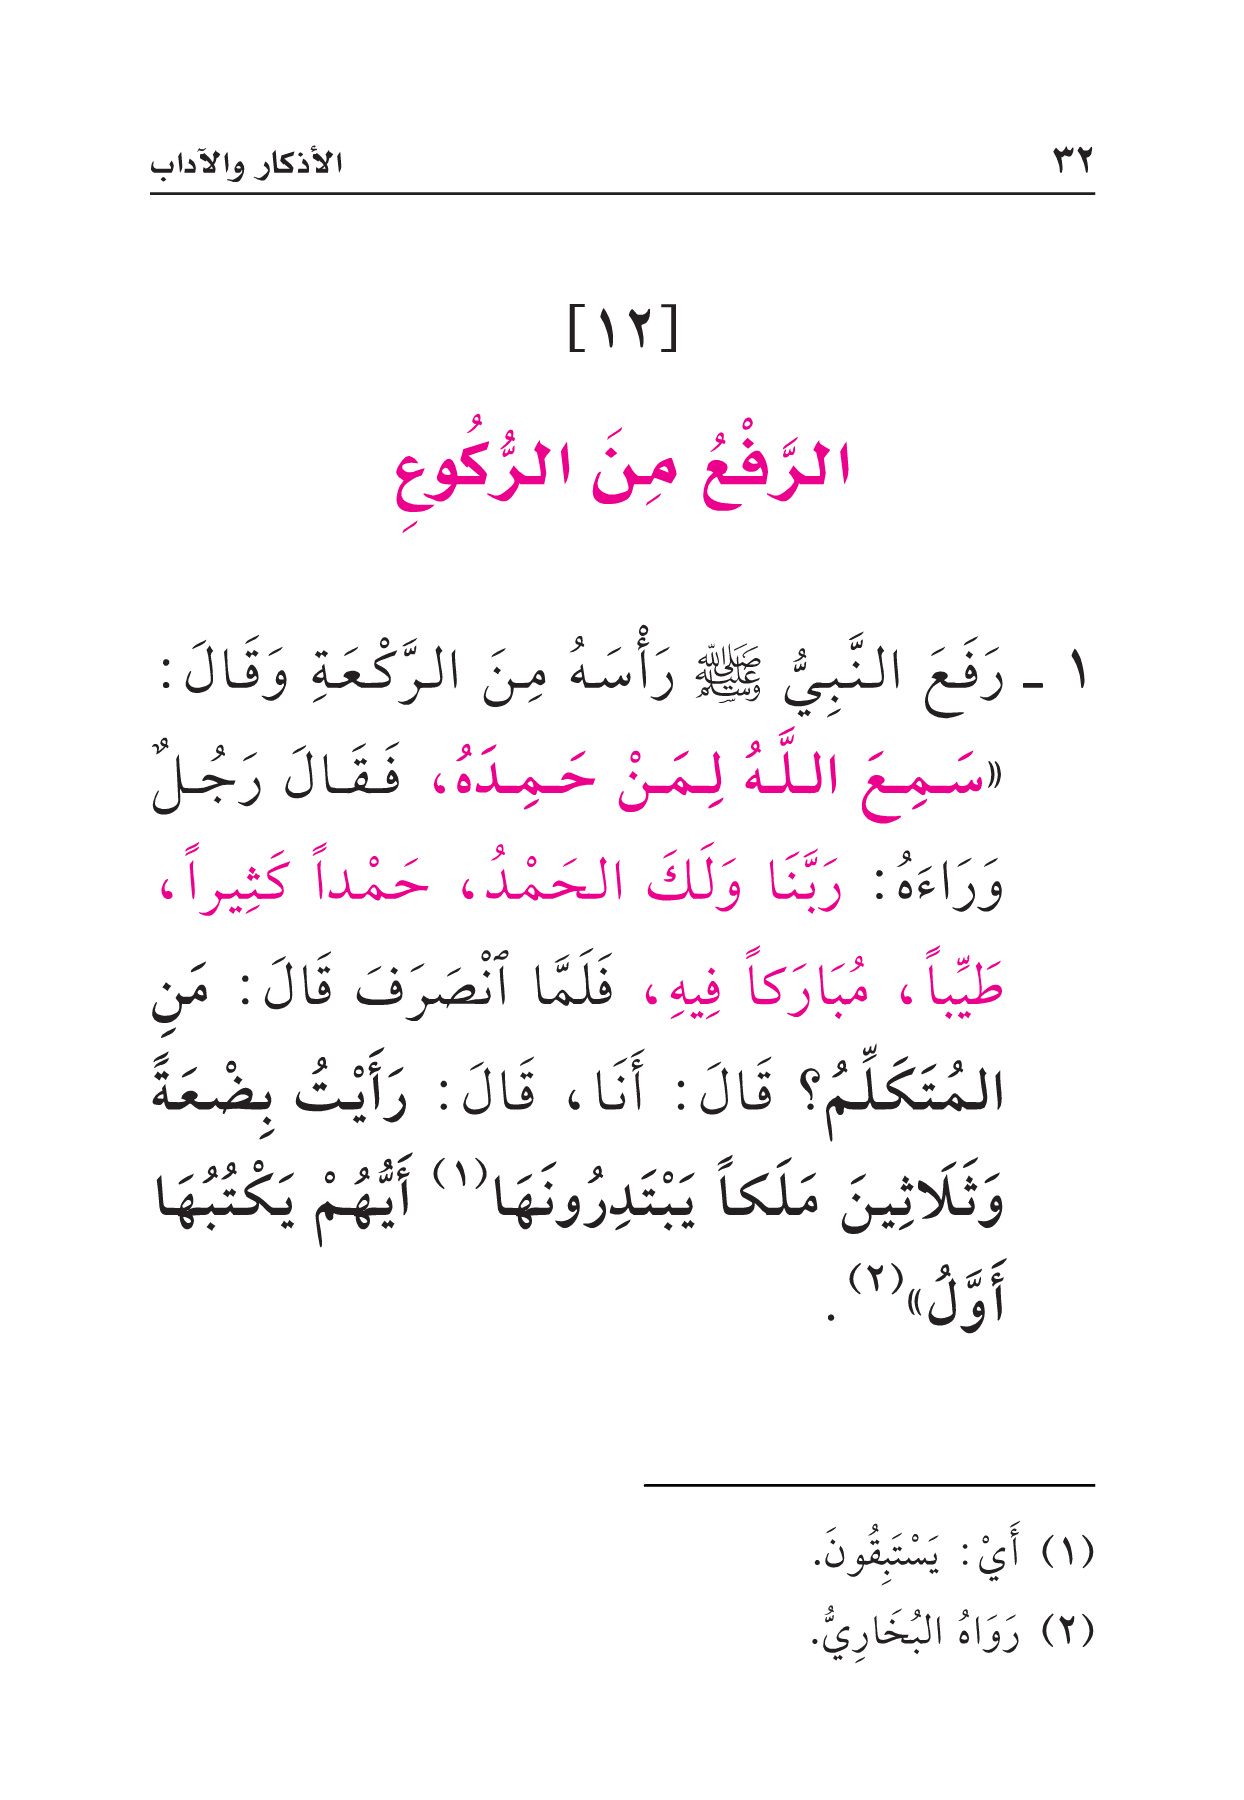 ٣٢ الأذكار والآداب
[١٢]
الرَّفْعُ مِنَ الرُّكُوعِ
١ ـ رَفَعَ النَّبِيُّ ﷺ رَأْسَهُ مِنَ الرَّكْعَةِ وَقَالَ:
«سَمِعَ اللَّهُ لِمَنْ حَمِدَهُ، فَقَالَ رَجُلٌ
وَرَاءَهُ: رَبَّنَا وَلَكَ الحَمْدُ، حَمْداً كَثِيراً،
طَيِّباً، مُبَارَكاً فِيهِ، فَلَمَّا ٱنْصَرَفَ قَالَ: مَنِ
المُتَكَلِّمُ؟ قَالَ: أَنَا، قَالَ: رَأَيْتُ بِضْعَةً
وَثَلَاثِينَ مَلَكاً يَبْتَدِرُونَهَا(١) أَيُّهُمْ يَكْتُبُهَا
أَوَّلُ»(٢).
(١) أَيْ: يَسْتَبِقُونَ.
(٢) رَوَاهُ البُخَارِيُّ.